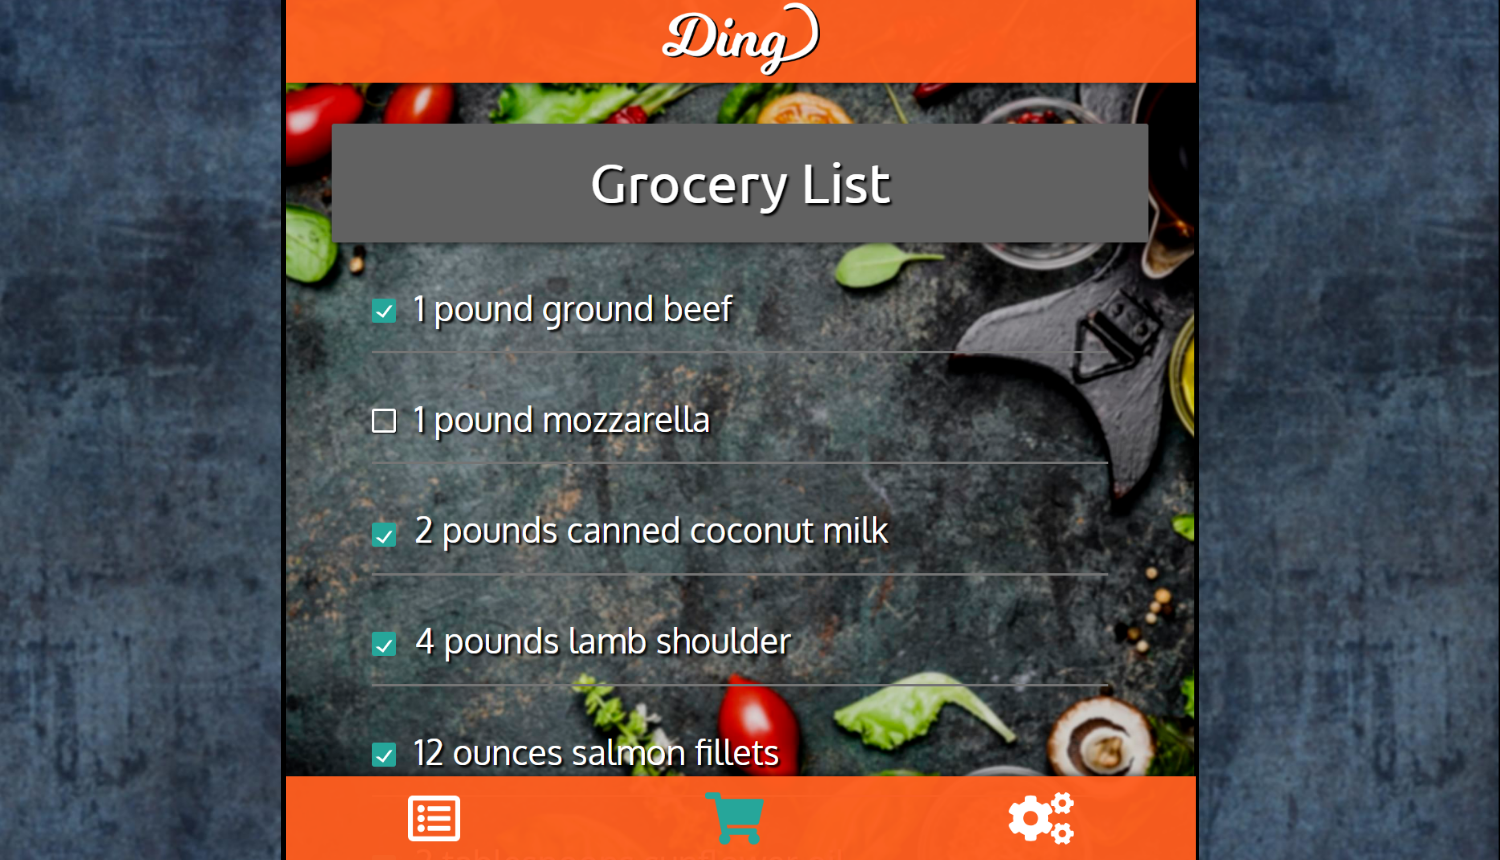 Ding
Grocery List
1 pound ground beef
1 pound mozzarella
2 pounds canned coconut milk
4 pounds lamb shoulder
12 ounces salmon fillets